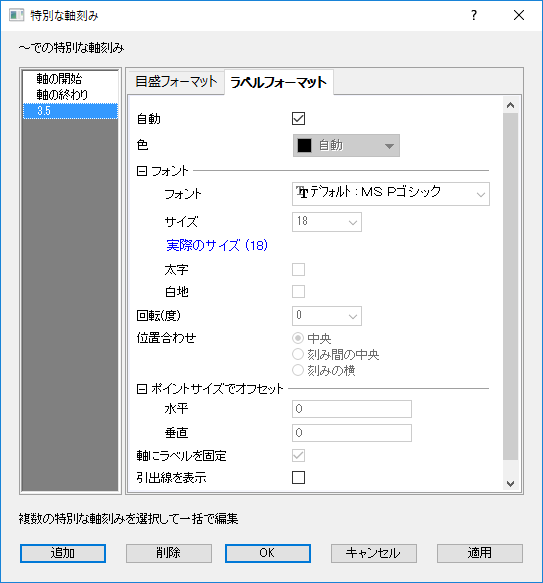 特別な軸刻み
?
～での特別な軸刻み
軸の開始
軸の終わり
3.5
目盛フォーマット
ラベルフォーマット
自動
色
自動
フォント
フォント
デフォルト：MS Pゴシック
サイズ
18
実際のサイズ (18)
太字
白地
回転(度)
0
位置合わせ
中央
刻み間の中央
刻みの横
ポイントサイズでオフセット
水平
0
垂直
0
軸にラベルを固定
引出線を表示
複数の特別な軸刻みを選択して一括で編集
追加
削除
OK
キャンセル
適用